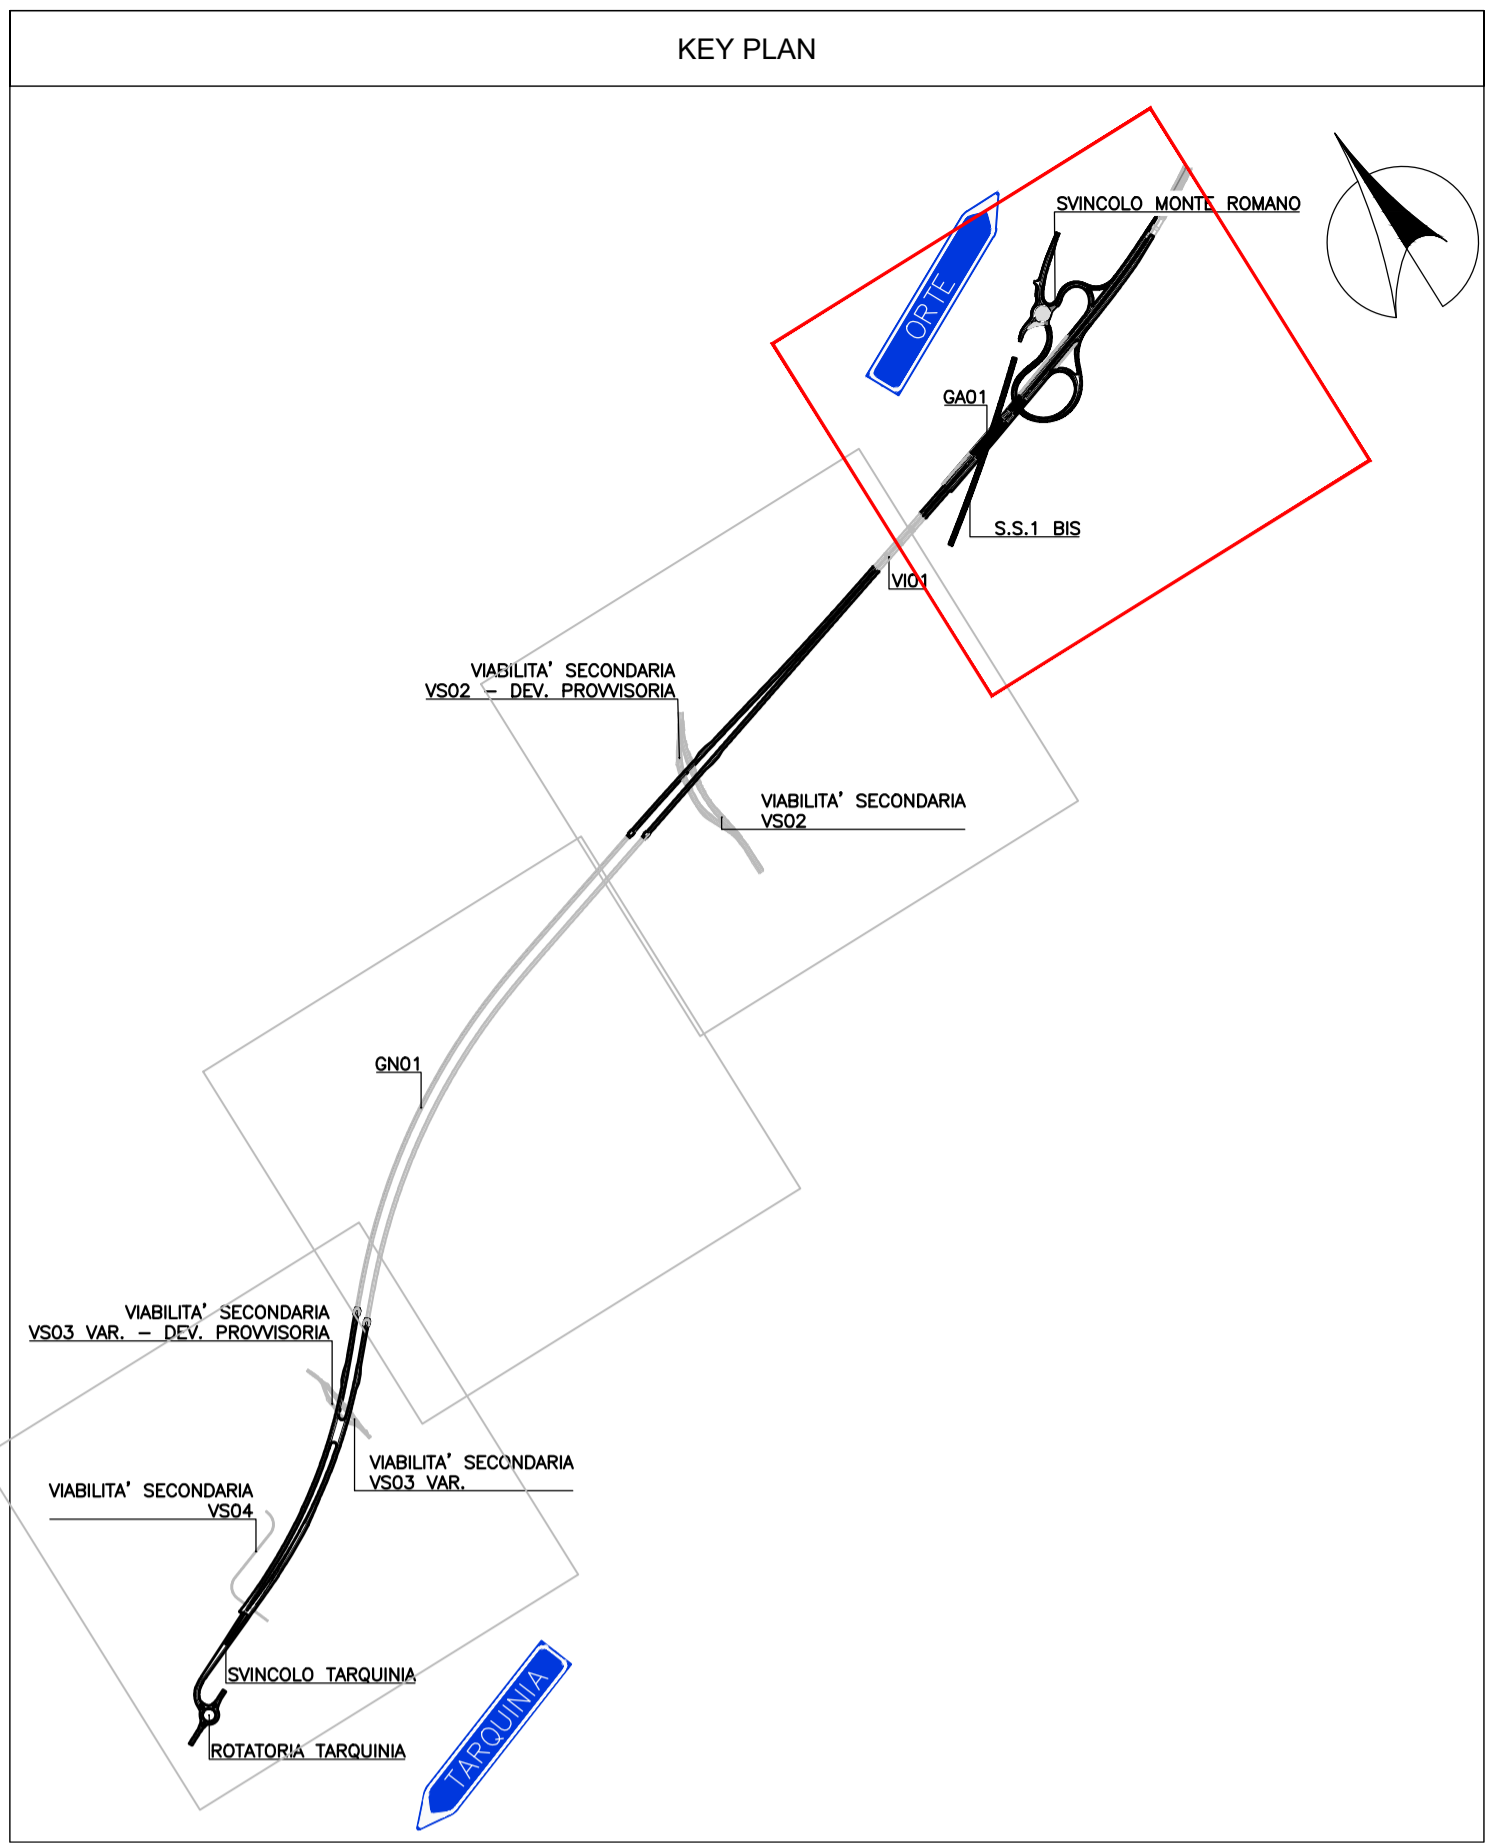 KEY PLAN
SVINCOLO MONTE ROMANO
ORTE
GA01
S.S.1 BIS
VI01
VIABILITA' SECONDARIA
VS02 – DEV. PROVVISORIA
VIABILITA' SECONDARIA
VS02
GN01
VIABILITA' SECONDARIA
VS03 VAR. – DEV. PROVVISORIA
VIABILITA' SECONDARIA
VS03 VAR.
VIABILITA' SECONDARIA
VS04
SVINCOLO TARQUINIA
TARQUINIA
ROTATORIA TARQUINIA